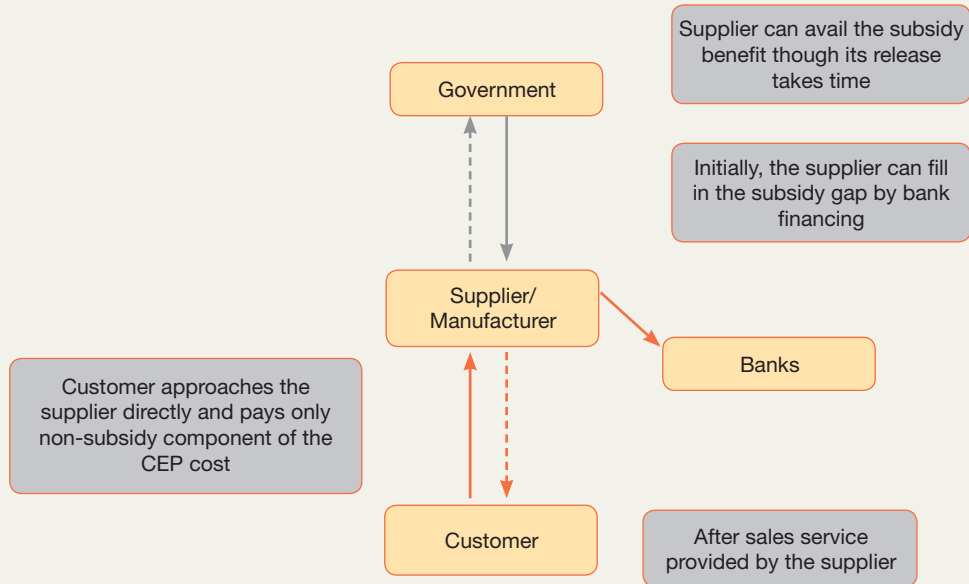 Supplier can avail the subsidy
benefit though its release
takes time
Government
Initially, the supplier can fill
in the subsidy gap by bank
financing
Supplier/
Manufacturer
Banks
Customer approaches the
supplier directly and pays only
non-subsidy component of the
CEP cost
Customer
After sales service
provided by the supplier